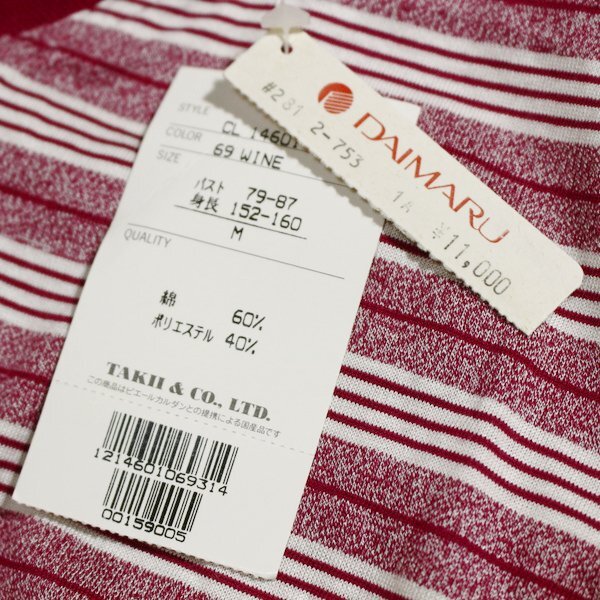 DAIMARU
#231 2-753 1A ¥11,000
STYLE
COLOR
69 WINE
SIZE
バスト 79-87
身長 152-160
M
QUALITY
綿 60%
ポリエステル 40%
TAKII & CO., LTD.
この商品はピエールカルダンとの提携による国産品です
1214601069314
00159005